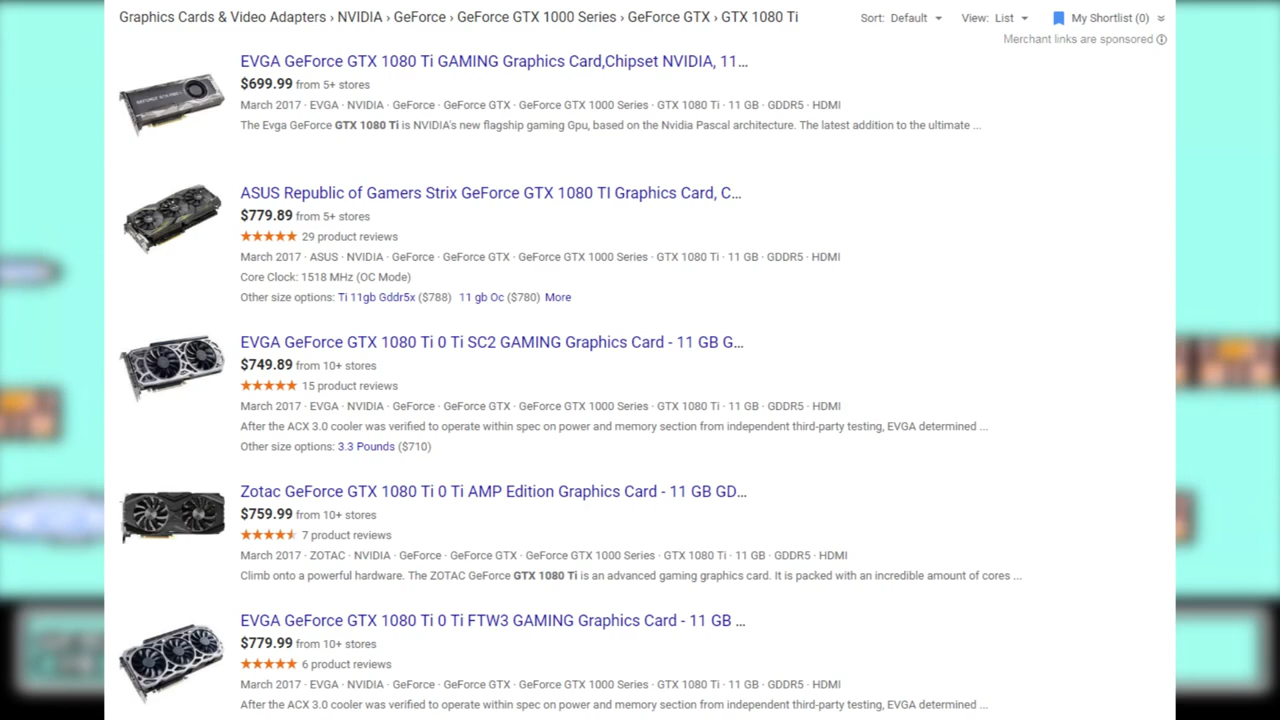 Graphics Cards & Video Adapters › NVIDIA › GeForce › GeForce GTX 1000 Series › GeForce GTX › GTX 1080 Ti
Sort: Default View: List My Shortlist (0)
Merchant links are sponsored
EVGA GeForce GTX 1080 Ti GAMING Graphics Card,Chipset NVIDIA, 11...
$699.99 from 5+ stores
March 2017 · EVGA · NVIDIA · GeForce · GeForce GTX · GeForce GTX 1000 Series · GTX 1080 Ti · 11 GB · GDDR5 · HDMI
The Evga GeForce GTX 1080 Ti is NVIDIA's new flagship gaming Gpu, based on the Nvidia Pascal architecture. The latest addition to the ultimate ...
ASUS Republic of Gamers Strix GeForce GTX 1080 TI Graphics Card, C...
$779.89 from 5+ stores
29 product reviews
March 2017 · ASUS · NVIDIA · GeForce · GeForce GTX · GeForce GTX 1000 Series · GTX 1080 Ti · 11 GB · GDDR5 · HDMI
Core Clock: 1518 MHz (OC Mode)
Other size options: Ti 11gb Gddr5x ($788) 11 gb Oc ($780) More
EVGA GeForce GTX 1080 Ti 0 Ti SC2 GAMING Graphics Card - 11 GB G...
$749.89 from 10+ stores
15 product reviews
March 2017 · EVGA · NVIDIA · GeForce · GeForce GTX · GeForce GTX 1000 Series · GTX 1080 Ti · 11 GB · GDDR5 · HDMI
After the ACX 3.0 cooler was verified to operate within spec on power and memory section from independent third-party testing, EVGA determined ...
Other size options: 3.3 Pounds ($710)
Zotac GeForce GTX 1080 Ti 0 Ti AMP Edition Graphics Card - 11 GB GD...
$759.99 from 10+ stores
7 product reviews
March 2017 · ZOTAC · NVIDIA · GeForce · GeForce GTX · GeForce GTX 1000 Series · GTX 1080 Ti · 11 GB · GDDR5 · HDMI
Climb onto a powerful hardware. The ZOTAC GeForce GTX 1080 Ti is an advanced gaming graphics card. It is packed with an incredible amount of cores ...
EVGA GeForce GTX 1080 Ti 0 Ti FTW3 GAMING Graphics Card - 11 GB ...
$779.99 from 10+ stores
6 product reviews
March 2017 · EVGA · NVIDIA · GeForce · GeForce GTX · GeForce GTX 1000 Series · GTX 1080 Ti · 11 GB · GDDR5 · HDMI
After the ACX 3.0 cooler was verified to operate within spec on power and memory section from independent third-party testing, EVGA determined ...